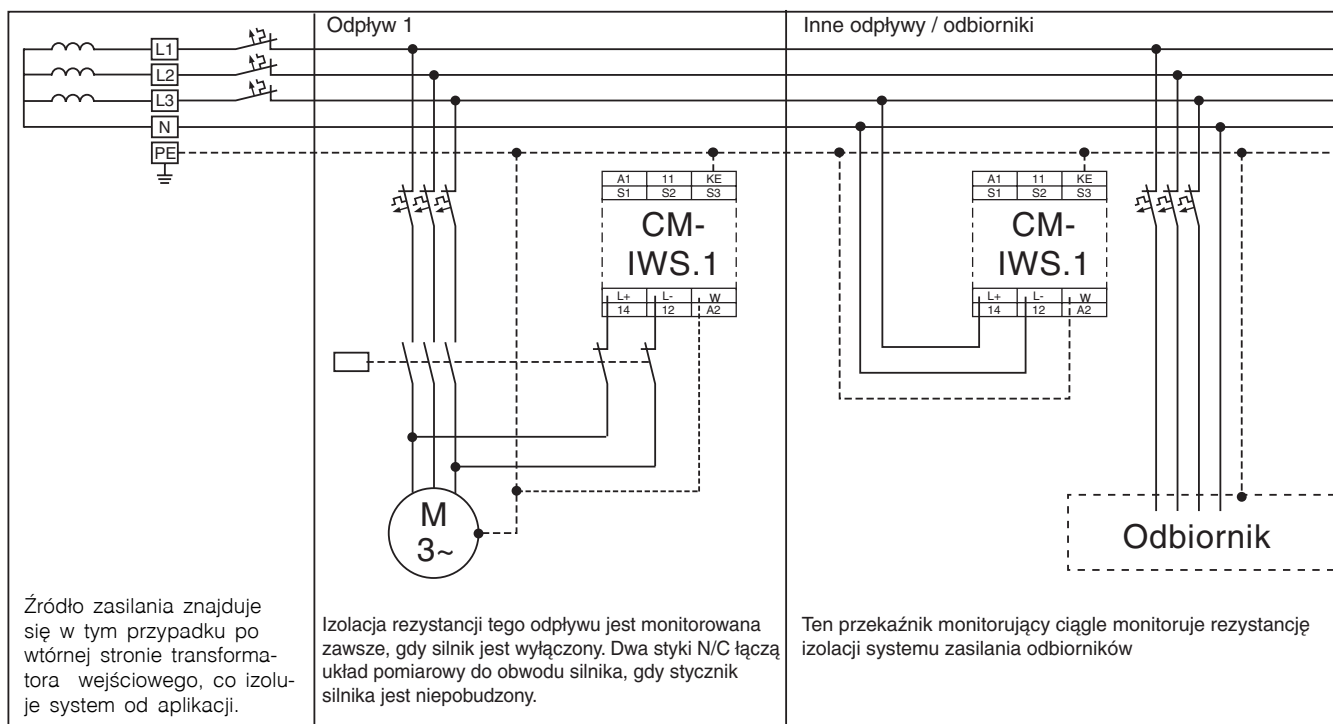 Odpływ 1
Inne odpływy / odbiorniki
L1
L2
L3
N
PE
A1 11 KE
S1 S2 S3
CM-
IWS.1
L+ L- W
14 12 A2
A1 11 KE
S1 S2 S3
CM-
IWS.1
L+ L- W
14 12 A2
M
3~
Odbiornik
Źródło zasilania znajduje
się w tym przypadku po
wtórnej stronie transforma-
tora wejściowego, co izolu-
je system od aplikacji.
Izolacja rezystancji tego odpływu jest monitorowana
zawsze, gdy silnik jest wyłączony. Dwa styki N/C łączą
układ pomiarowy do obwodu silnika, gdy stycznik
silnika jest niepobudzony.
Ten przekaźnik monitorujący ciągle monitoruje rezystancję
izolacji systemu zasilania odbiorników